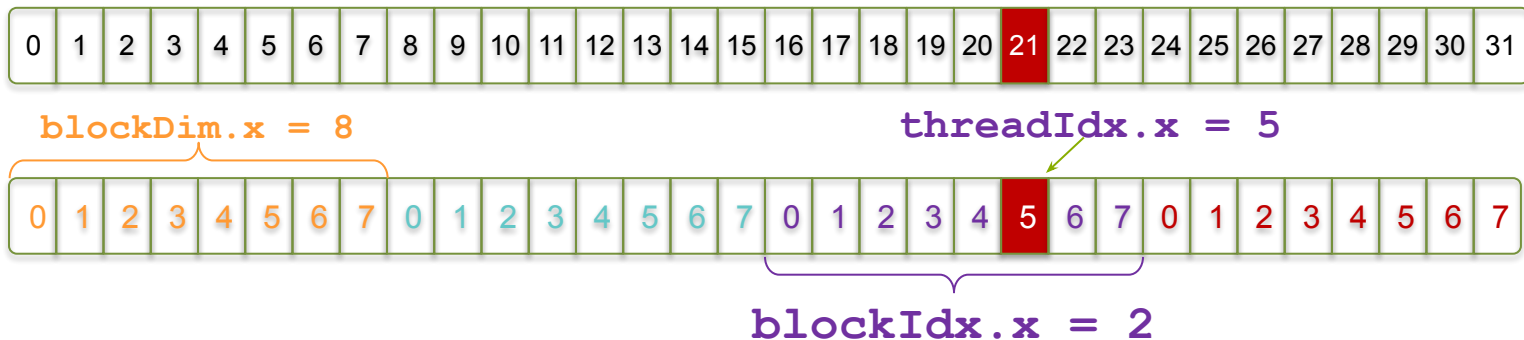 0 1 2 3 4 5 6 7 8 9 10 11 12 13 14 15 16 17 18 19 20 21 22 23 24 25 26 27 28 29 30 31
blockDim.x = 8 threadIdx.x = 5
0 1 2 3 4 5 6 7 0 1 2 3 4 5 6 7 0 1 2 3 4 5 6 7 0 1 2 3 4 5 6 7
blockIdx.x = 2